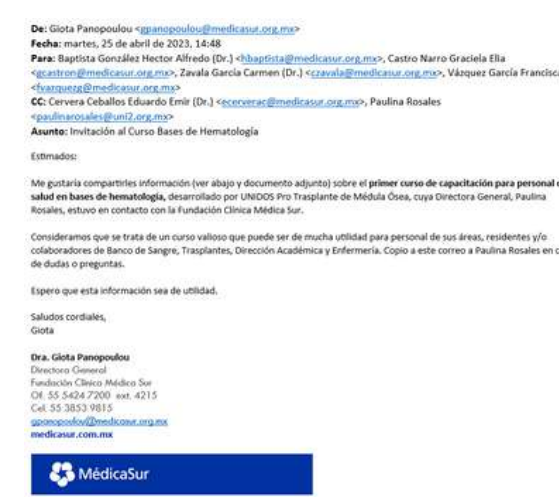 De: Giota Panopoulou <gpanopoulou@medicasur.org.mx>
Fecha: martes, 25 de abril de 2023, 14:48
Para: Baptista González Hector Alfredo (Dr.) <hbaptista@medicasur.org.mx>, Castro Narro Graciela Elia
<gcastron@medicasur.org.mx>, Zavala García Carmen (Dr.) <czavala@medicasur.org.mx>, Vázquez García Francisca
<fvazquezg@medicasur.org.mx>
CC: Cervera Ceballos Eduardo Emir (Dr.) <ecerverac@medicasur.org.mx>, Paulina Rosales
<paulinarosales@uni2.org.mx>
Asunto: Invitación al Curso Bases de Hematología
Estimados:
Me gustaría compartirles información (ver abajo y documento adjunto) sobre el primer curso de capacitación para personal
salud en bases de hematología, desarrollado por UNIDOS Pro Trasplante de Médula Ósea, cuya Directora General, Paulina
Rosales, estuvo en contacto con la Fundación Clínica Médica Sur.
Consideramos que se trata de un curso valioso que puede ser de mucha utilidad para personal de sus áreas, residentes y/o
colaboradores de Banco de Sangre, Trasplantes, Dirección Académica y Enfermería. Copio a este correo a Paulina Rosales en
de dudas o preguntas.
Espero que esta información sea de utilidad.
Saludos cordiales,
Giota
Dra. Giota Panopoulou
Directora General
Fundación Clínica Médica Sur
Of. 55 5424 7200 ext. 4215
Cel. 55 3853 9815
gpanopoulou@medicasur.org.mx
medicasur.com.mx
MédicaSur